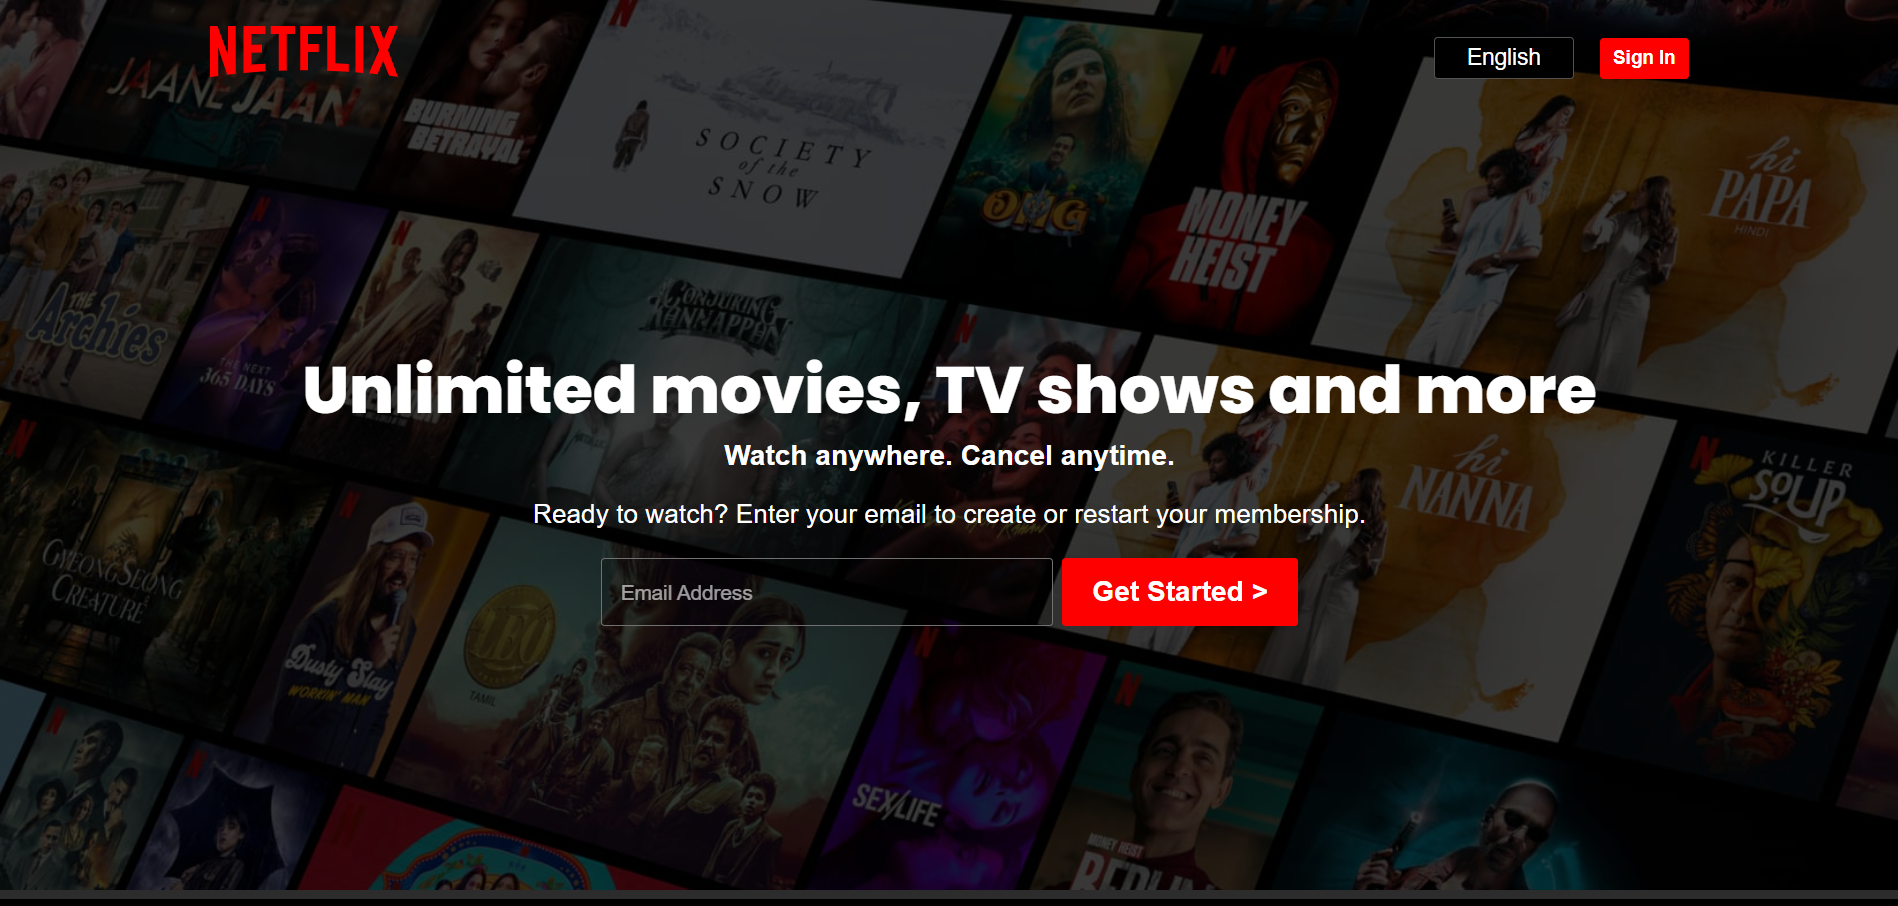 NETFLIX
English
Sign In
JAANE JAAN
BURNING
BETRAYAL
SOCIETY
of the
SNOW
OMG
2
MONEY
HEIST
hi
PAPA
HINDI
THE
Archies
THE NEXT
365 DAYS
CONJURING
KANNAPPAN
Unlimited movies, TV shows and more
Watch anywhere. Cancel anytime.
Ready to watch? Enter your email to create or restart your membership.
Email Address
Get Started >
hi
NANNA
KILLER
SOUP
GYEONGSEONG
CREATURE
Dusty Slay
WORKIN' MAN
LEO
TAMIL
SEX/LIFE
MONEY HEIST
BERLIN